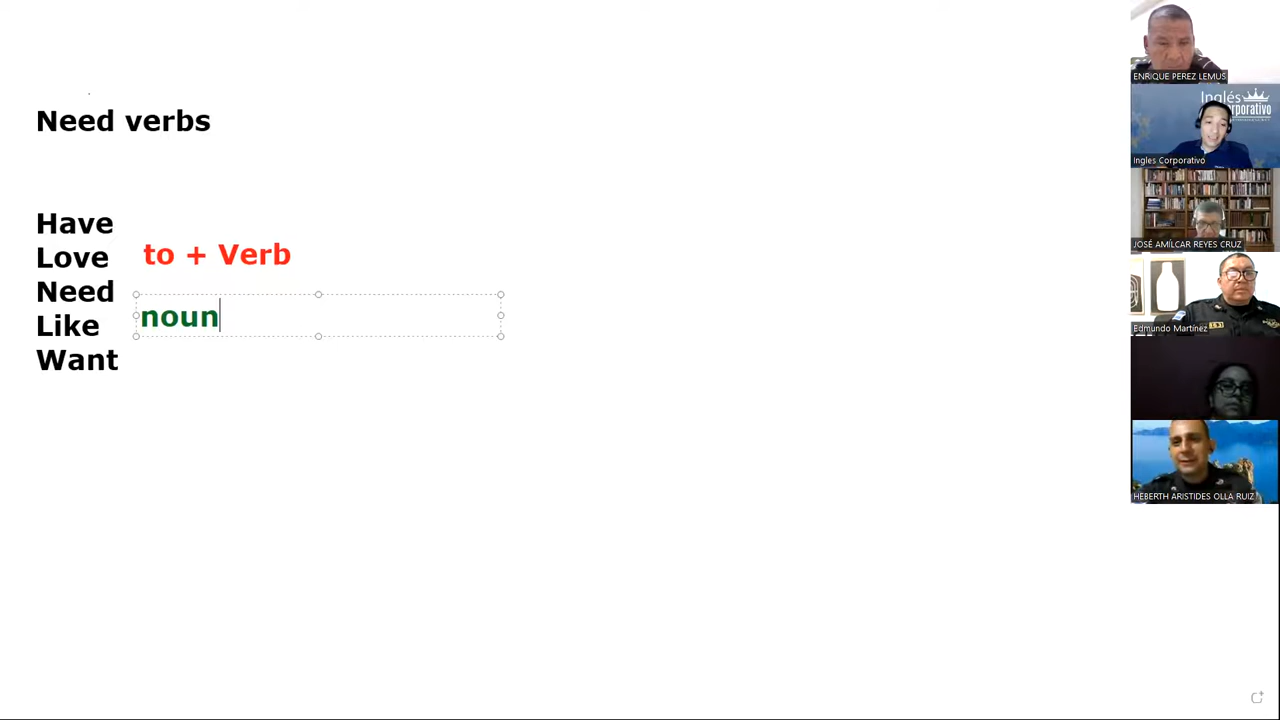 Need verbs
Have
Love
to + Verb
Need
noun
Like
Want
ENRIQUE PEREZ LEMUS
Inglés
Ingles Corporativo
JOSÉ AMÍLCAR REYES CRUZ
Edmundo Martínez
HEBERTH ARISTIDES OLLA RUIZ